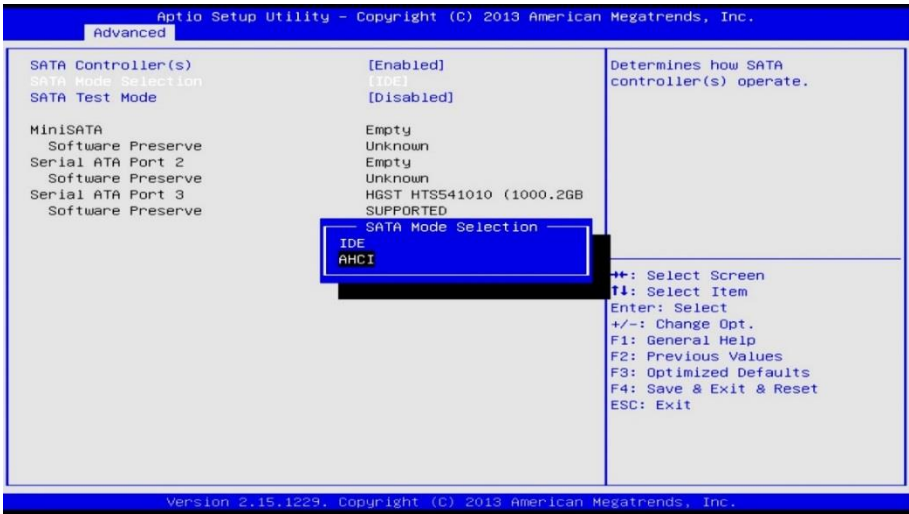 Aptio Setup Utility – Copyright (C) 2013 American Megatrends, Inc.
Advanced
SATA Controller(s) [Enabled]
SATA Mode Selection [IDE]
SATA Test Mode [Disabled]
MiniSATA Empty
Software Preserve Unknown
Serial ATA Port 2 Empty
Software Preserve Unknown
Serial ATA Port 3 HGST HTS541010 (1000.2GB
Software Preserve SUPPORTED
SATA Mode Selection
IDE
AHCI
Determines how SATA
controller(s) operate.
→←: Select Screen
↑↓: Select Item
Enter: Select
+/-: Change Opt.
F1: General Help
F2: Previous Values
F3: Optimized Defaults
F4: Save & Exit & Reset
ESC: Exit
Version 2.15.1229. Copyright (C) 2013 American Megatrends, Inc.